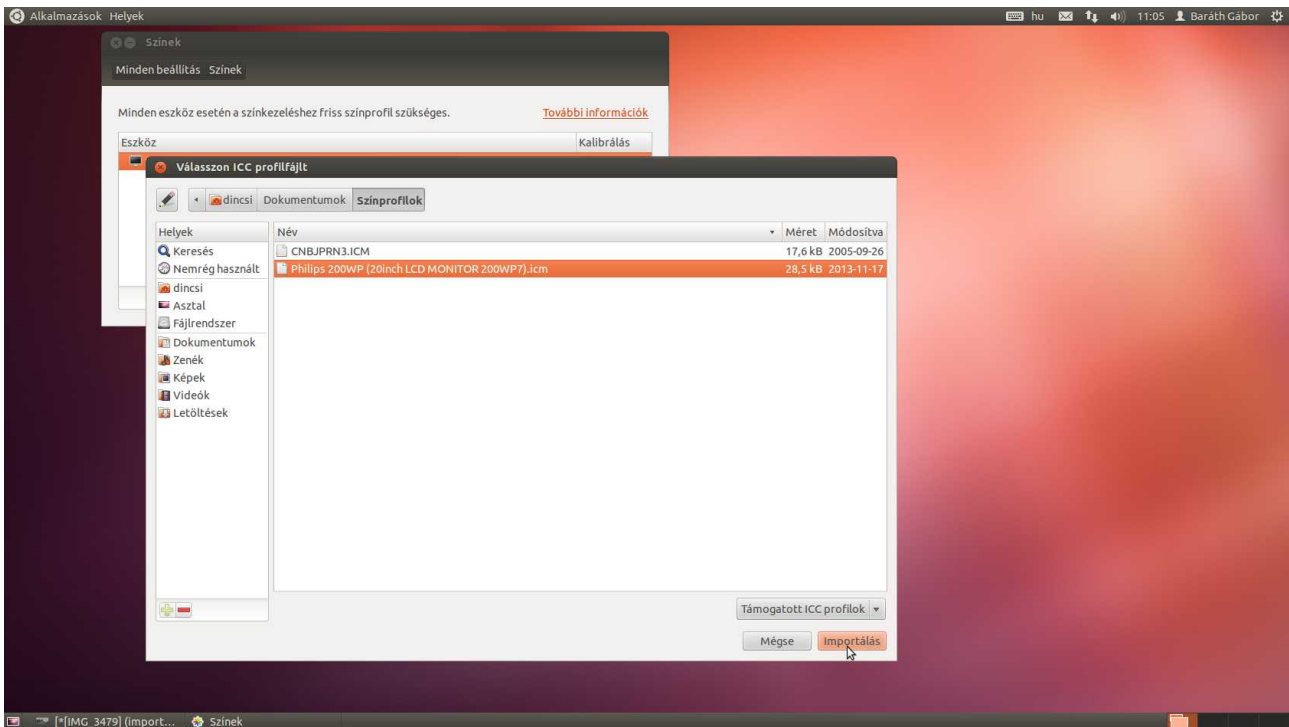 Alkalmazások Helyek hu 11:05 Baráth Gábor
Színek
Minden beállítás Színek
Minden eszköz esetén a színkezeléshez friss színprofil szükséges. További információk
Eszköz Kalibrálás
Válasszon ICC profilfájlt
dincsi Dokumentumok Színprofilok
Helyek Név Méret Módosítva
Keresés CNBJPRN3.ICM 17,6 kB 2005-09-26
Nemrég használt Philips 200WP (20inch LCD MONITOR 200WP7).icm 28,5 kB 2013-11-17
dincsi
Asztal
Fájlrendszer
Dokumentumok
Zenék
Képek
Videók
Letöltések
Támogatott ICC profilok
Mégse Importálás
[*[IMG_3479] (import... Színek